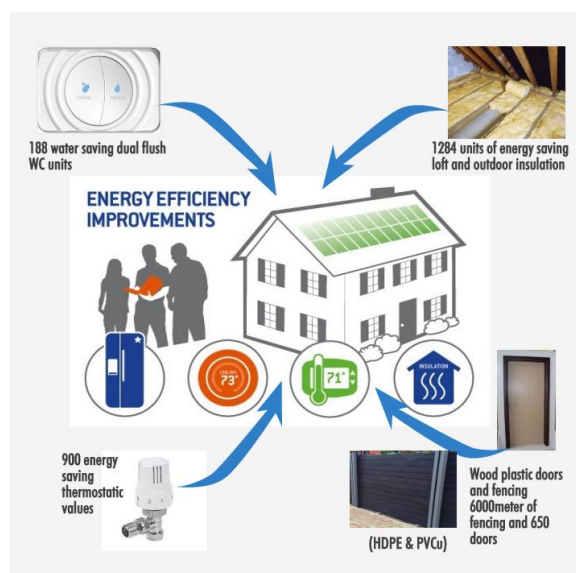 188 water saving dual flush
WC units
1284 units of energy saving
loft and outdoor insulation
ENERGY EFFICIENCY
IMPROVEMENTS
COOLING
73°
71°
INSULATION
900 energy
saving
thermostatic
values
(HDPE & PVCu)
Wood plastic doors
and fencing
6000meter of
fencing and 650
doors